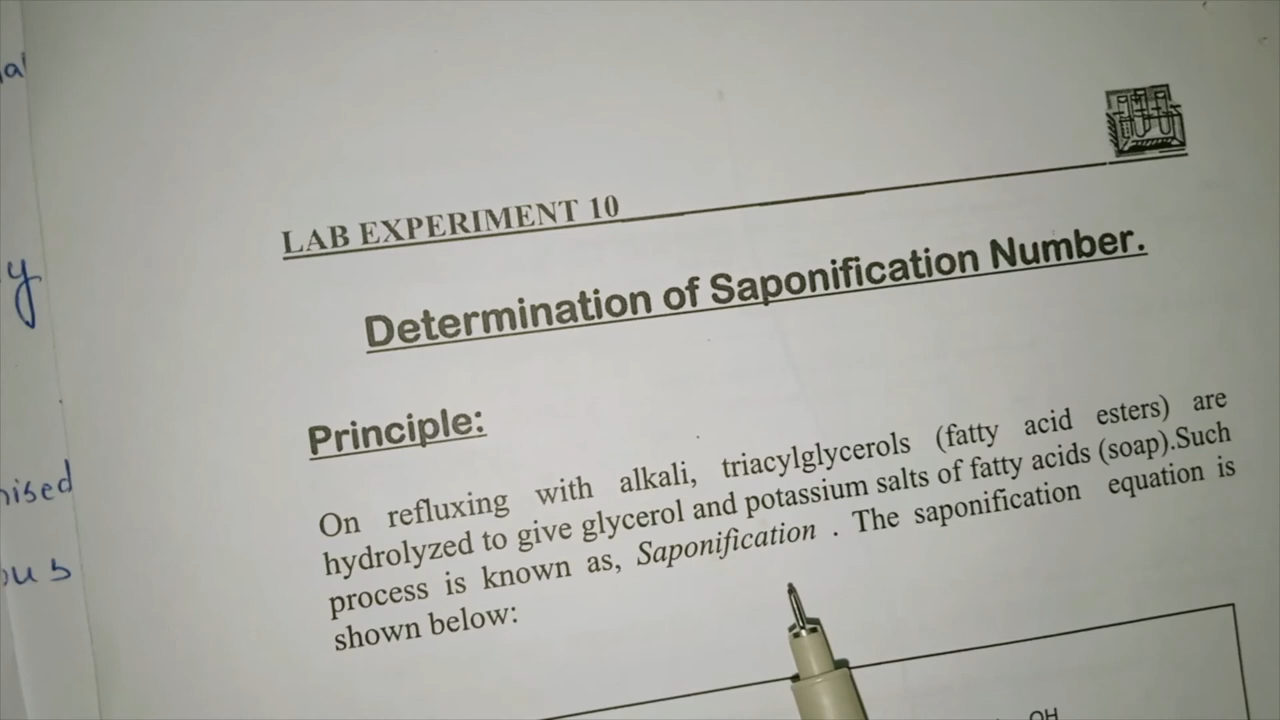 LAB EXPERIMENT 10
Determination of Saponification Number.
Principle:
On refluxing with alkali, triacylglycerols (fatty acid esters) are
hydrolyzed to give glycerol and potassium salts of fatty acids (soap).Such
process is known as, Saponification . The saponification equation is
shown below:
OH